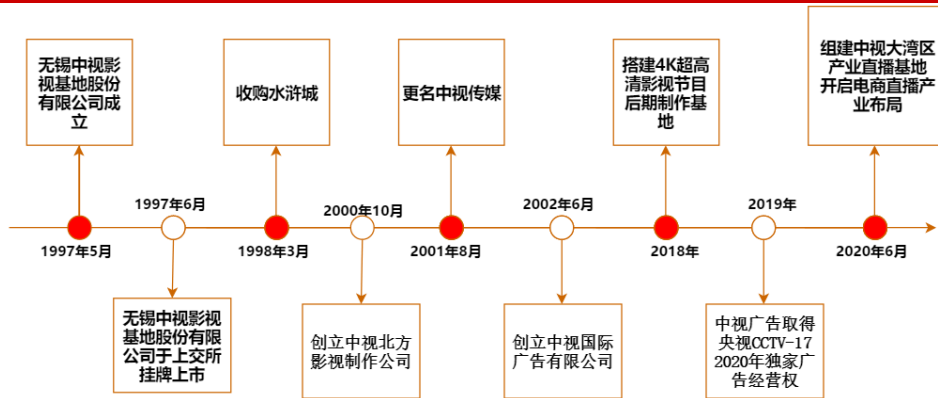 无锡中视影
视基地股份
有限公司成
立
收购水浒城
更名中视传媒
搭建4K超高
清影视节目
后期制作基
地
组建中视大湾区
产业直播基地
开启电商直播产
业布局
1997年6月
2000年10月
2002年6月
2019年
1997年5月
1998年3月
2001年8月
2018年
2020年6月
无锡中视影视
基地股份有限
公司于上交所
挂牌上市
创立中视北方
影视制作公司
创立中视国际
广告有限公司
中视广告取得
央视CCTV-17
2020年独家广
告经营权